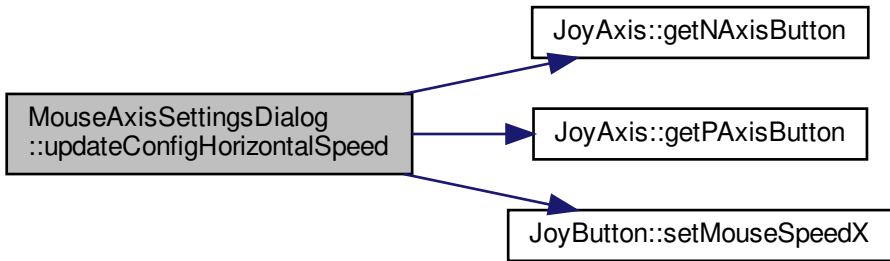 MouseAxisSettingsDialog
::updateConfigHorizontalSpeed
JoyAxis::getNAxisButton
JoyAxis::getPAxisButton
JoyButton::setMouseSpeedX